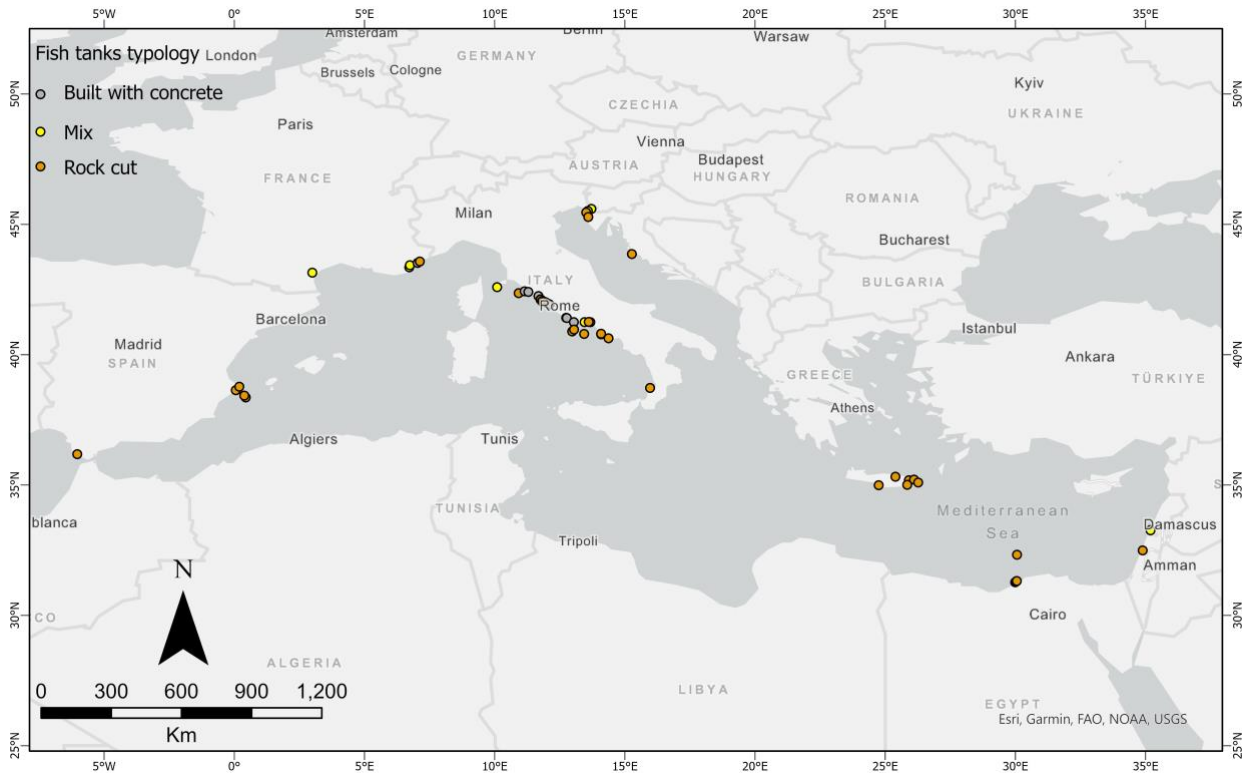 5°W 0° 5°E 10°E 15°E 20°E 25°E 30°E 35°E
Amsterdam Berlin Warsaw
Fish tanks typology London
GERMANY
Brussels Cologne
Built with concrete
Kyiv
50°N 50°N
CZECHIA
UKRAINE
Paris
Mix
Vienna
Budapest
AUSTRIA
Rock cut
HUNGARY
FRANCE
ROMANIA
Milan
45°N 45°N
Bucharest
ITALY
BULGARIA
Rome
Barcelona
Istanbul
Madrid
40°N 40°N
Ankara
SPAIN
GREECE
TÜRKIYE
Athens
Algiers
Tunis
35°N 35°N
S
TUNISIA
Mediterranean
Sea
blanca
Damascus
Tripoli
Amman
N
30°N 30°N
CO
Cairo
ALGERIA
LIBYA
0 300 600 900 1,200
EGYPT
Km
Esri, Garmin, FAO, NOAA, USGS
25°N 25°N
5°W 0° 5°E 10°E 15°E 20°E 25°E 30°E 35°E